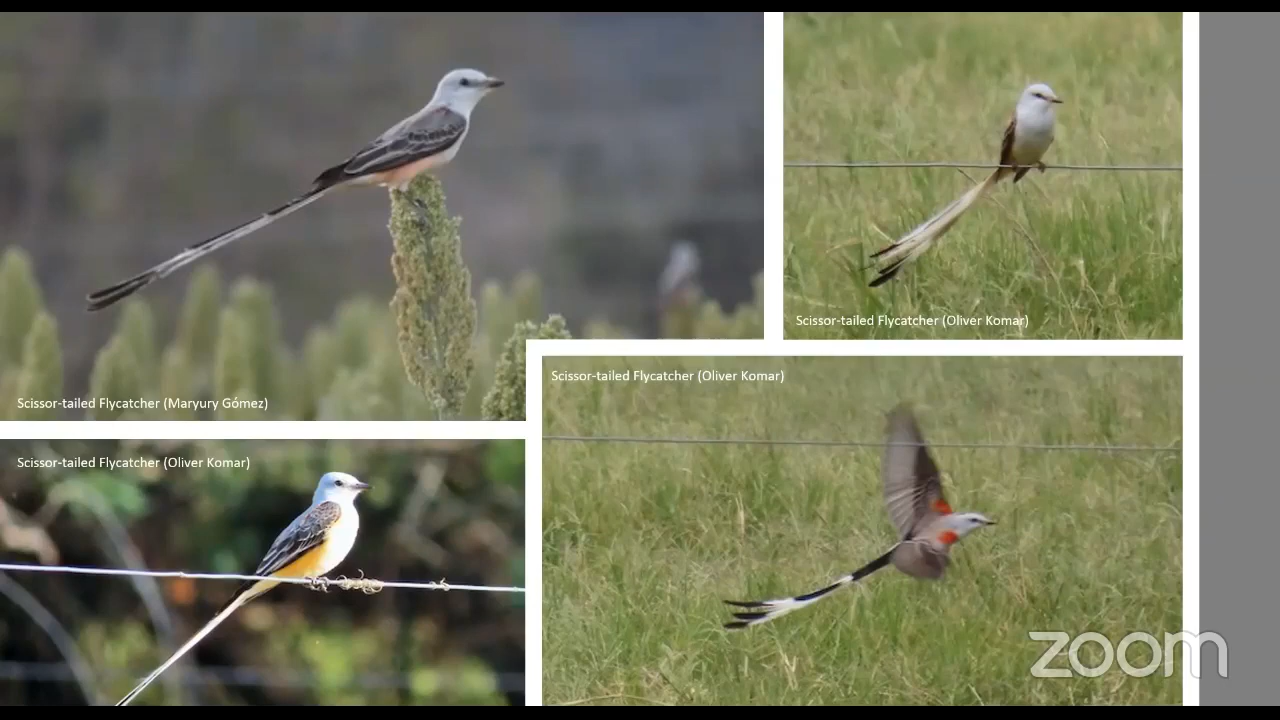 Scissor-tailed Flycatcher (Maryury Gómez)
Scissor-tailed Flycatcher (Oliver Komar)
Scissor-tailed Flycatcher (Oliver Komar)
Scissor-tailed Flycatcher (Oliver Komar)
zoom